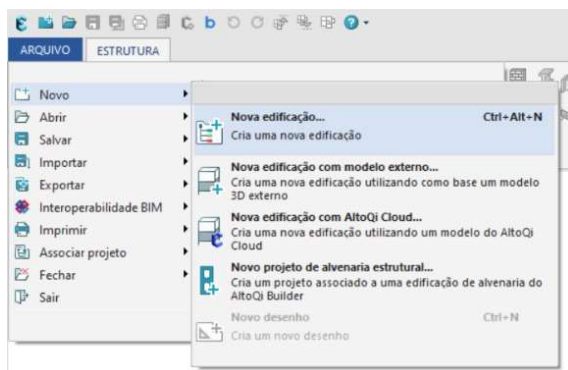 ARQUIVO ESTRUTURA
Novo
Abrir
Salvar
Importar
Exportar
Interoperabilidade BIM
Imprimir
Associar projeto
Fechar
Sair
Nova edificação... Ctrl+Alt+N
Cria uma nova edificação
Nova edificação com modelo externo...
Cria uma nova edificação utilizando como base um modelo
3D externo
Nova edificação com AltoQi Cloud...
Cria uma nova edificação utilizando um modelo do AltoQi
Cloud
Novo projeto de alvenaria estrutural...
Cria um projeto associado a uma edificação de alvenaria do
AltoQi Builder
Novo desenho Ctrl+N
Cria um novo desenho